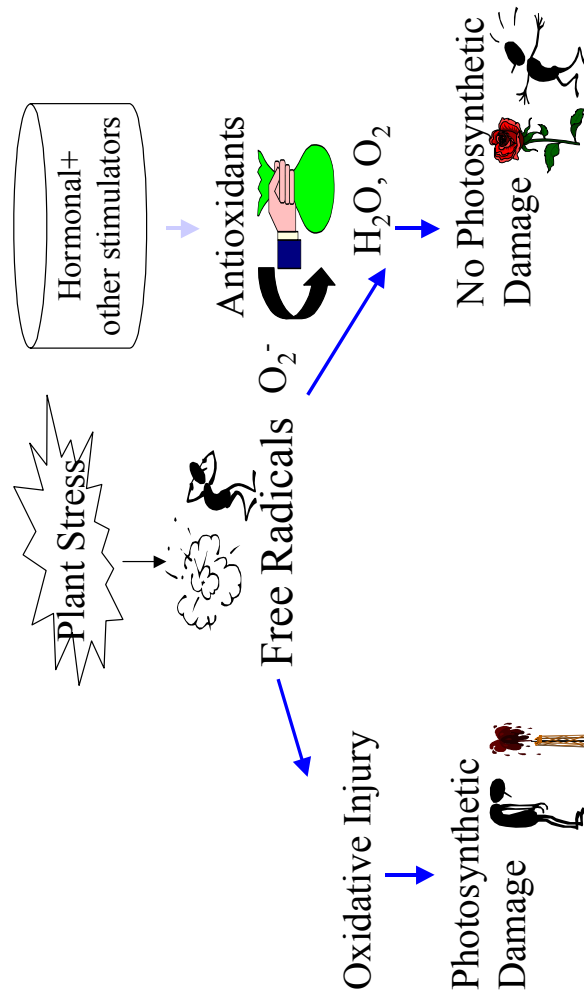 Plant Stress
Hormonal+
other stimulators
Free Radicals
O₂⁻
Antioxidants
H₂O, O₂
Oxidative Injury
Photosynthetic
Damage
No Photosynthetic
Damage